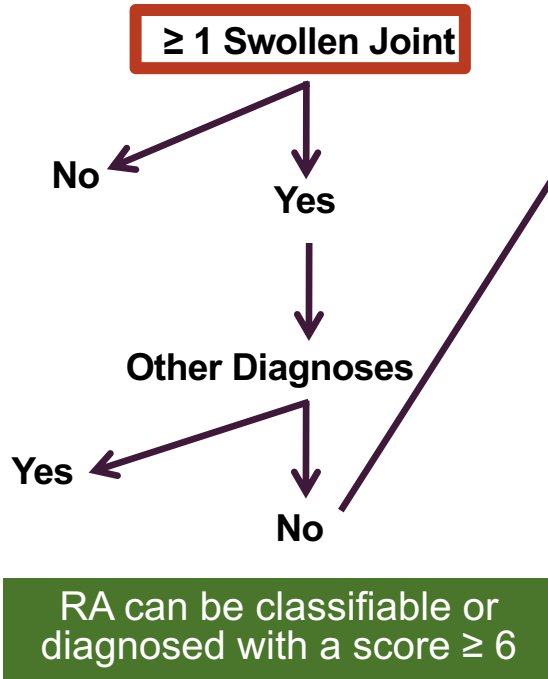 ≥ 1 Swollen Joint
No
Yes
Other Diagnoses
Yes
No
RA can be classifiable or
diagnosed with a score ≥ 6